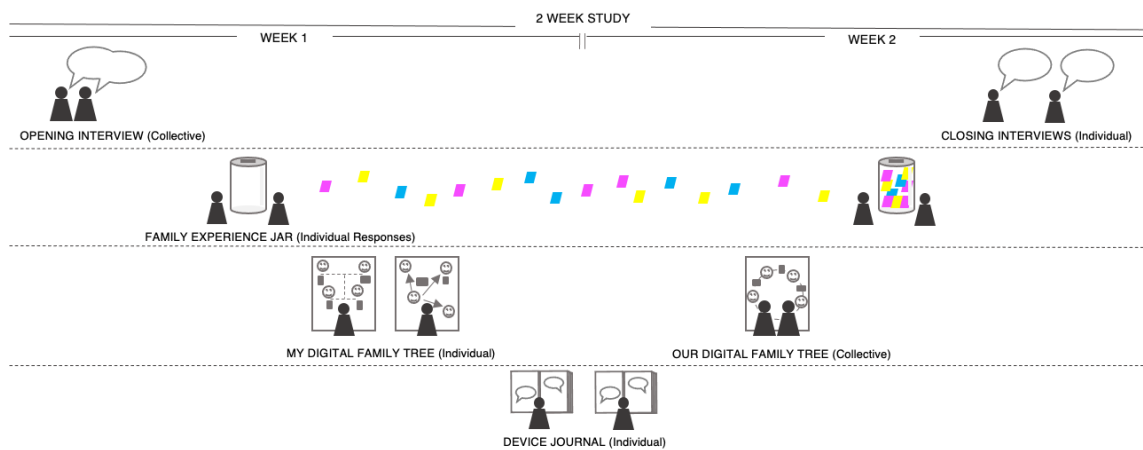 2 WEEK STUDY
WEEK 1
WEEK 2
OPENING INTERVIEW (Collective)
CLOSING INTERVIEWS (Individual)
FAMILY EXPERIENCE JAR (Individual Responses)
MY DIGITAL FAMILY TREE (Individual)
OUR DIGITAL FAMILY TREE (Collective)
DEVICE JOURNAL (Individual)